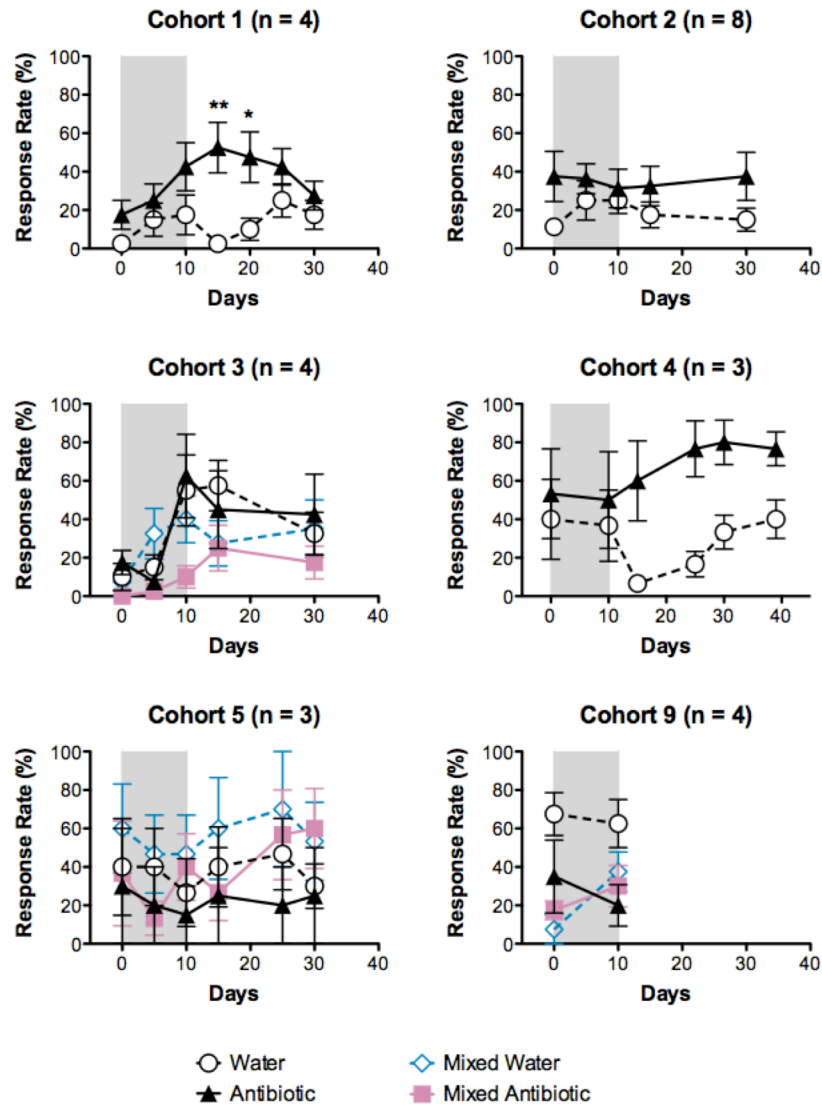 Cohort 1 (n = 4)
Response Rate (%)
100
80
60
40
20
0
**
*
0 10 20 30 40
Days
Cohort 2 (n = 8)
Response Rate (%)
100
80
60
40
20
0
0 10 20 30 40
Days
Cohort 3 (n = 4)
Response Rate (%)
100
80
60
40
20
0
0 10 20 30 40
Days
Cohort 4 (n = 3)
Response Rate (%)
100
80
60
40
20
0
0 10 20 30 40
Days
Cohort 5 (n = 3)
Response Rate (%)
100
80
60
40
20
0
0 10 20 30 40
Days
Cohort 9 (n = 4)
Response Rate (%)
100
80
60
40
20
0
0 10 20 30 40
Days
Water
Mixed Water
Antibiotic
Mixed Antibiotic